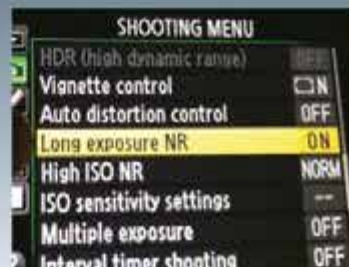 SHOOTING MENU
HDR (high dynamic range) OFF
Vignette control N
Auto distortion control OFF
Long exposure NR ON
High ISO NR NORM
ISO sensitivity settings --
Multiple exposure OFF
Interval timer shooting OFF